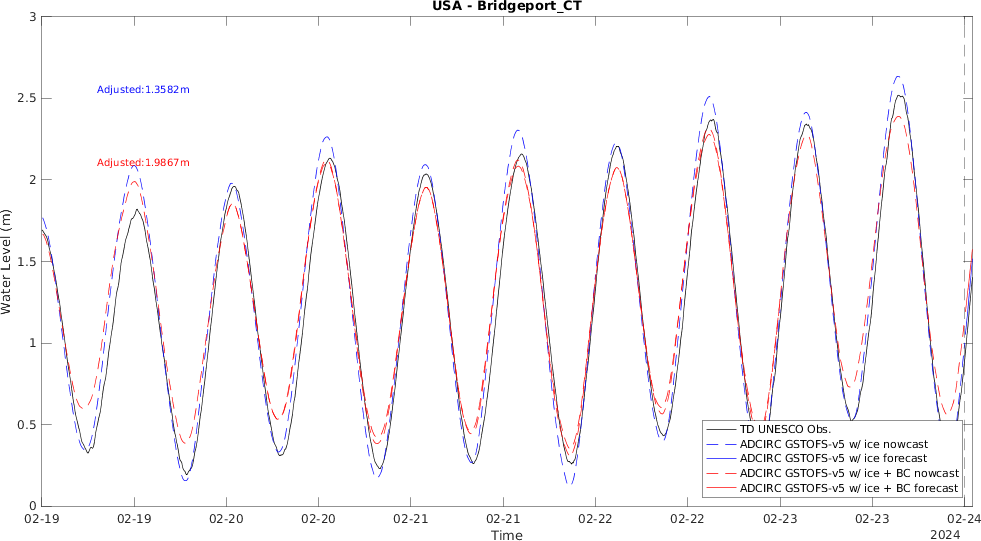 USA - Bridgeport_CT
3
2.5
2
1.5
1
0.5
0
Water Level (m)
Adjusted:1.3582m
Adjusted:1.9867m
TD UNESCO Obs.
ADCIRC GSTOFS-v5 w/ ice nowcast
ADCIRC GSTOFS-v5 w/ ice forecast
ADCIRC GSTOFS-v5 w/ ice + BC nowcast
ADCIRC GSTOFS-v5 w/ ice + BC forecast
02-19 02-19 02-20 02-20 02-21 02-21 02-22 02-22 02-23 02-23 02-24
Time
2024